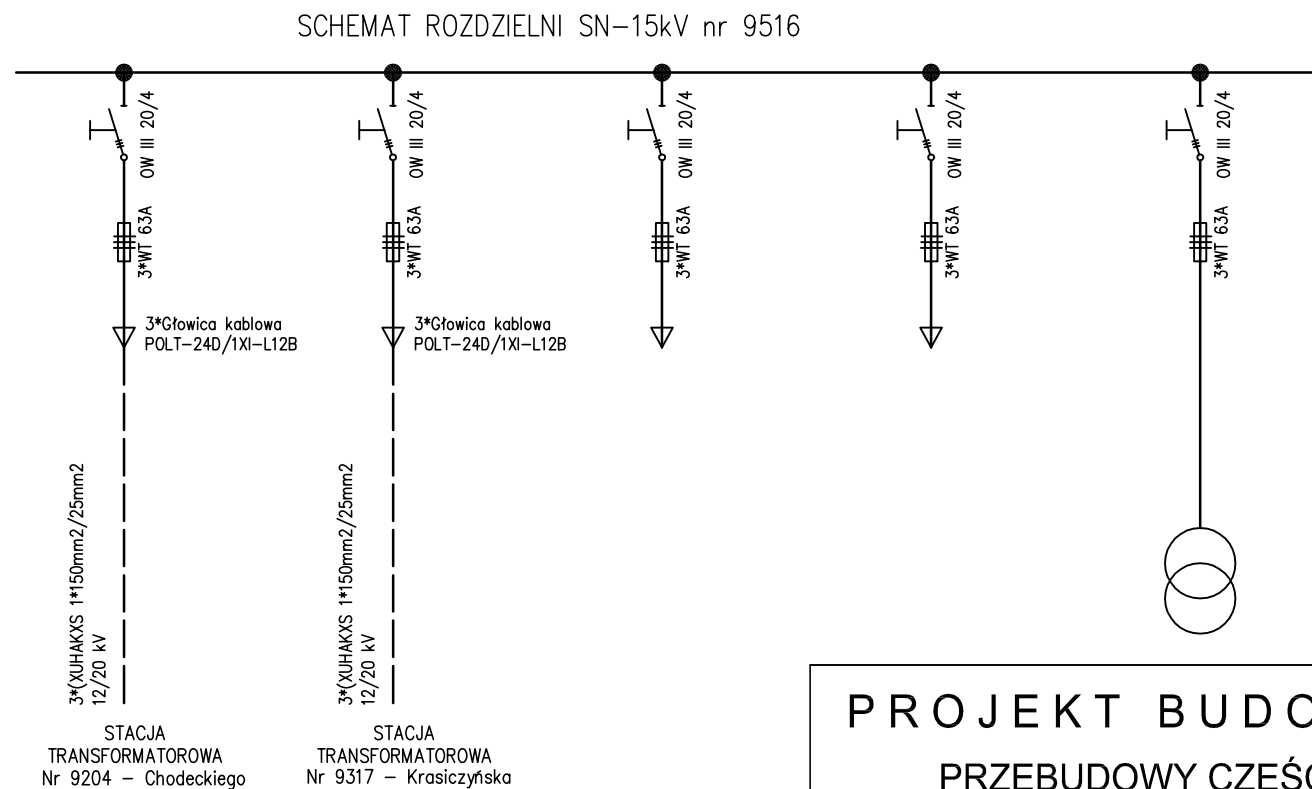 SCHEMAT ROZDZIELNI SN-15kV nr 9516
OW III 20/4
OW III 20/4
OW III 20/4
OW III 20/4
OW III 20/4
3*WT 63A
3*WT 63A
3*WT 63A
3*WT 63A
3*WT 63A
3*Głowica kablowa
POLT-24D/1XI-L12B
3*Głowica kablowa
POLT-24D/1XI-L12B
3*(XUHAKXS 1*150mm2/25mm2
12/20 kV
3*(XUHAKXS 1*150mm2/25mm2
12/20 kV
STACJA
TRANSFORMATOROWA
Nr 9204 - Chodeckiego
STACJA
TRANSFORMATOROWA
Nr 9317 - Krasiczyńska
PROJEKT BUDO
PRZEBUDOWY CZĘŚC